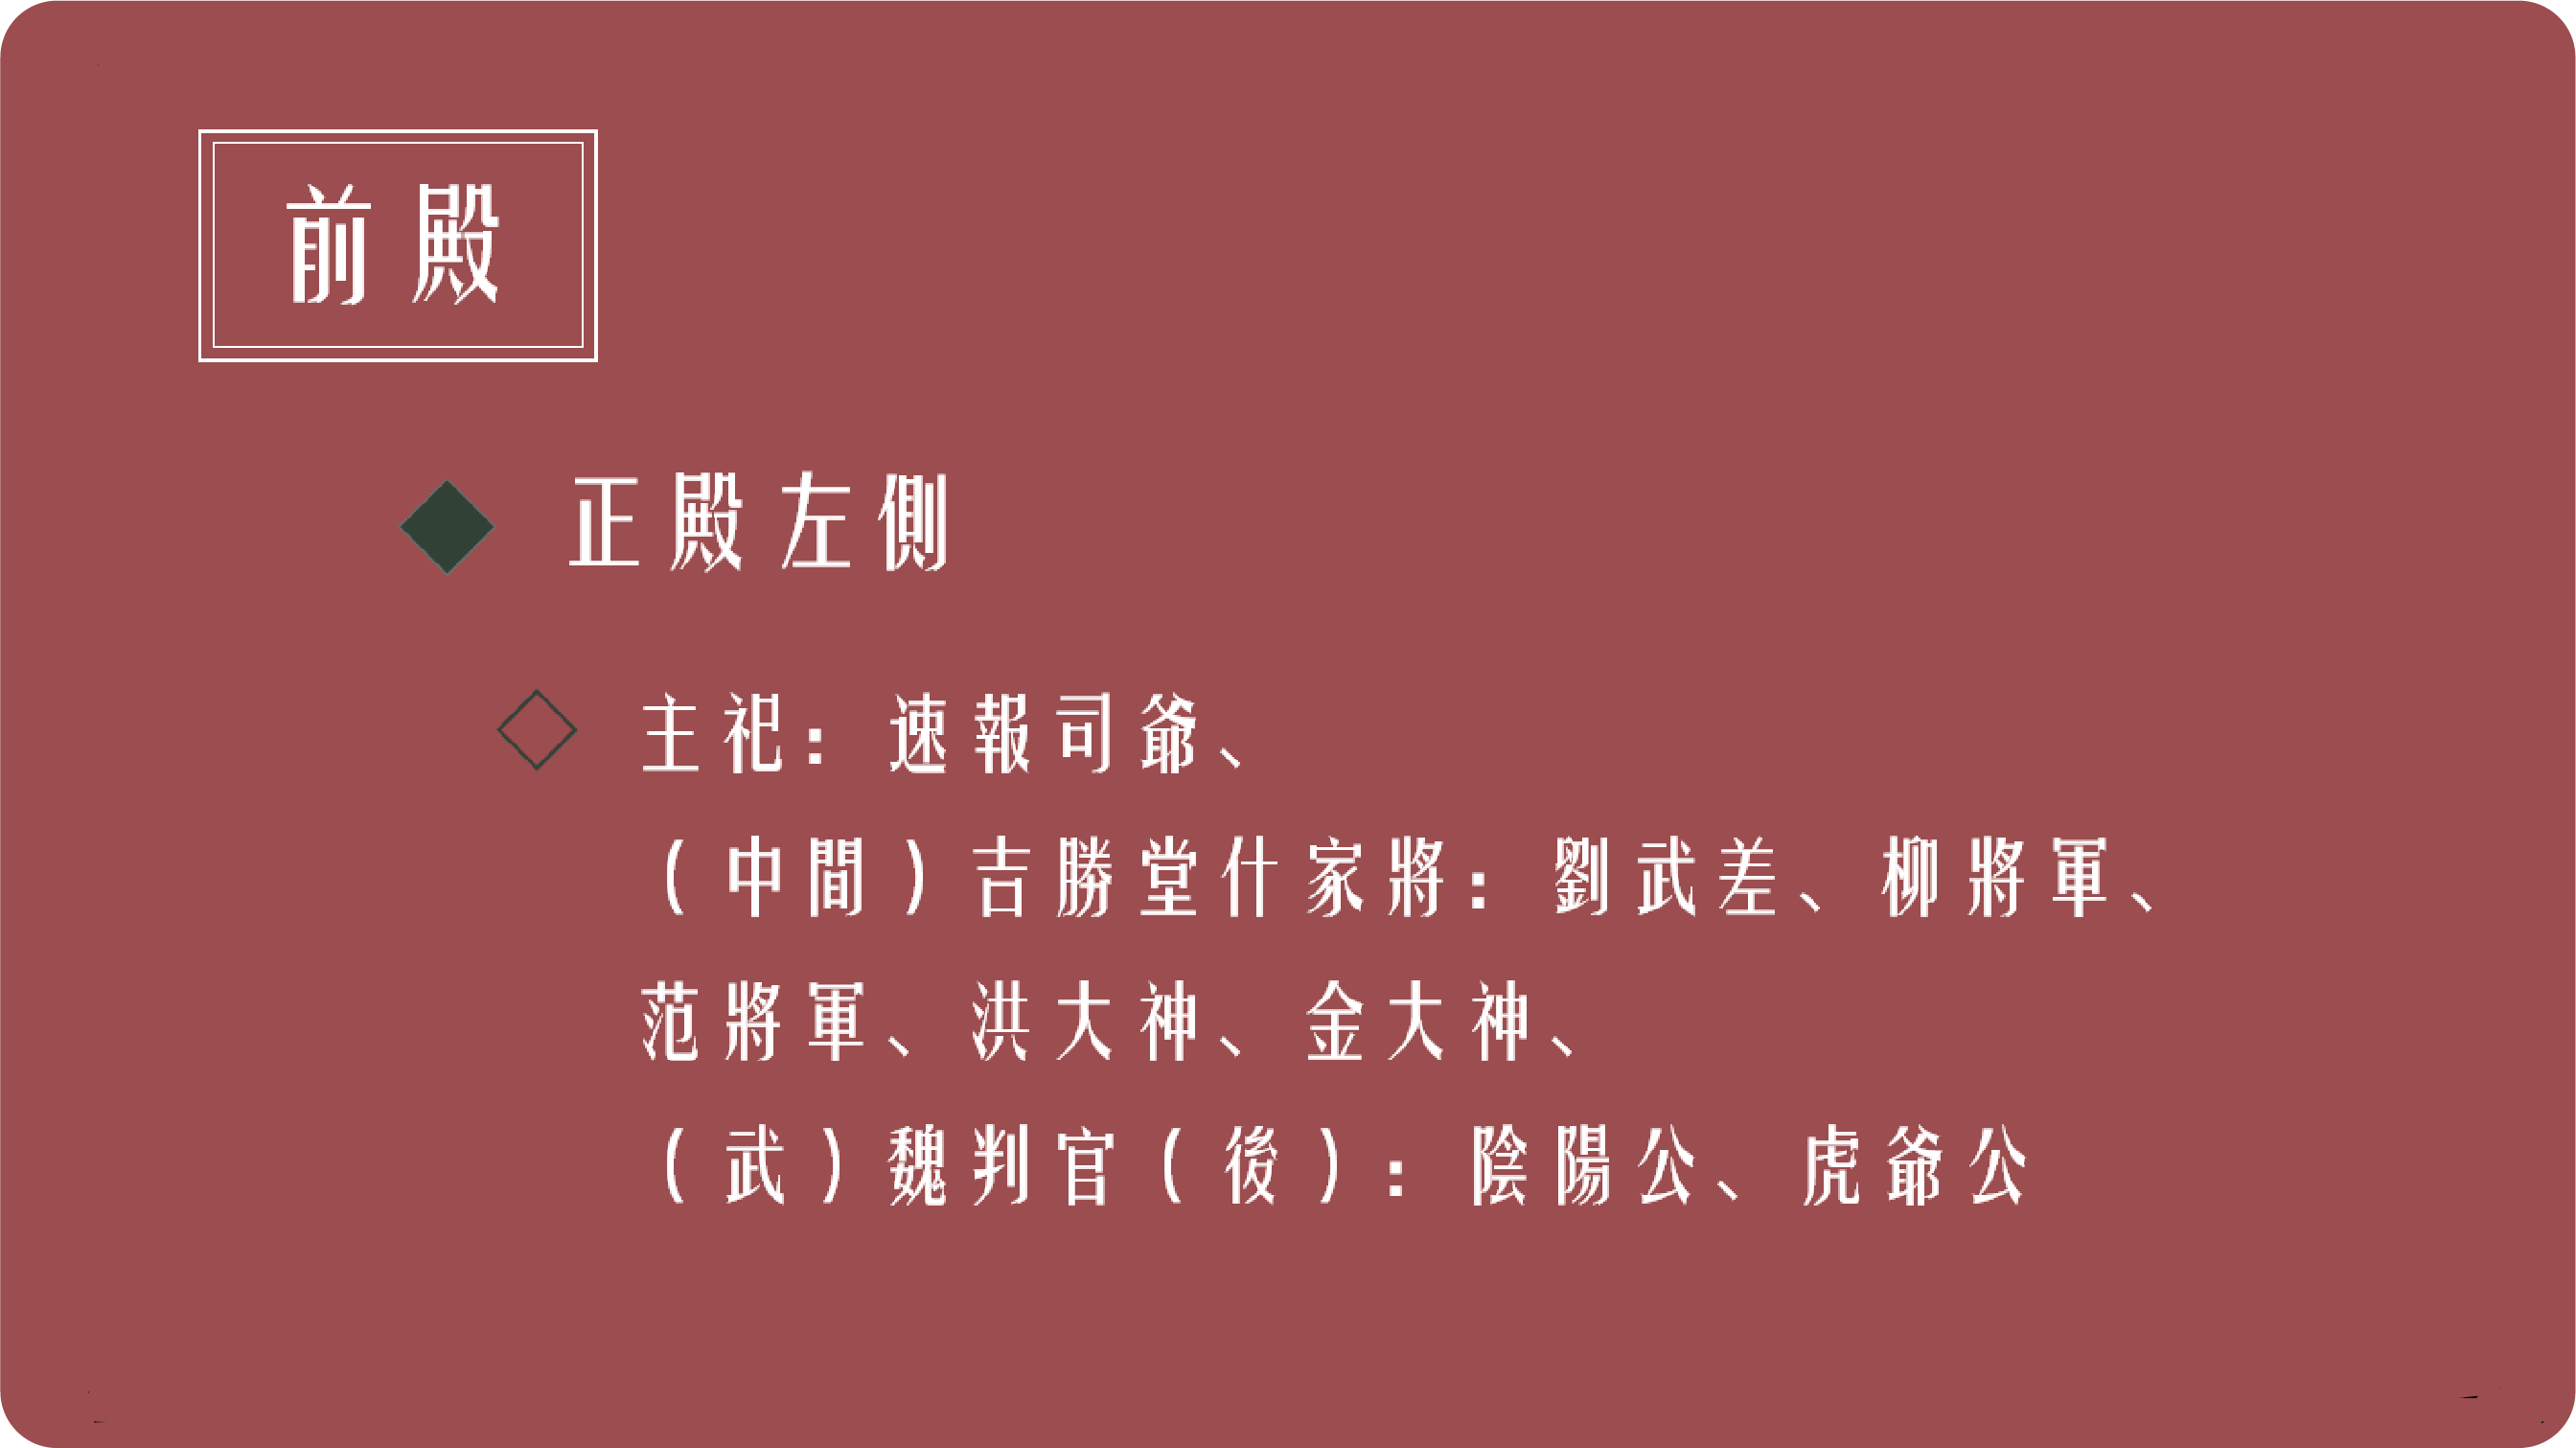 前殿
正殿左側
主祀：速報司爺、
（中間）吉勝堂什家將：劉武差、柳將軍、
范將軍、洪大神、金大神、
（武）魏判官（後）：陰陽公、虎爺公